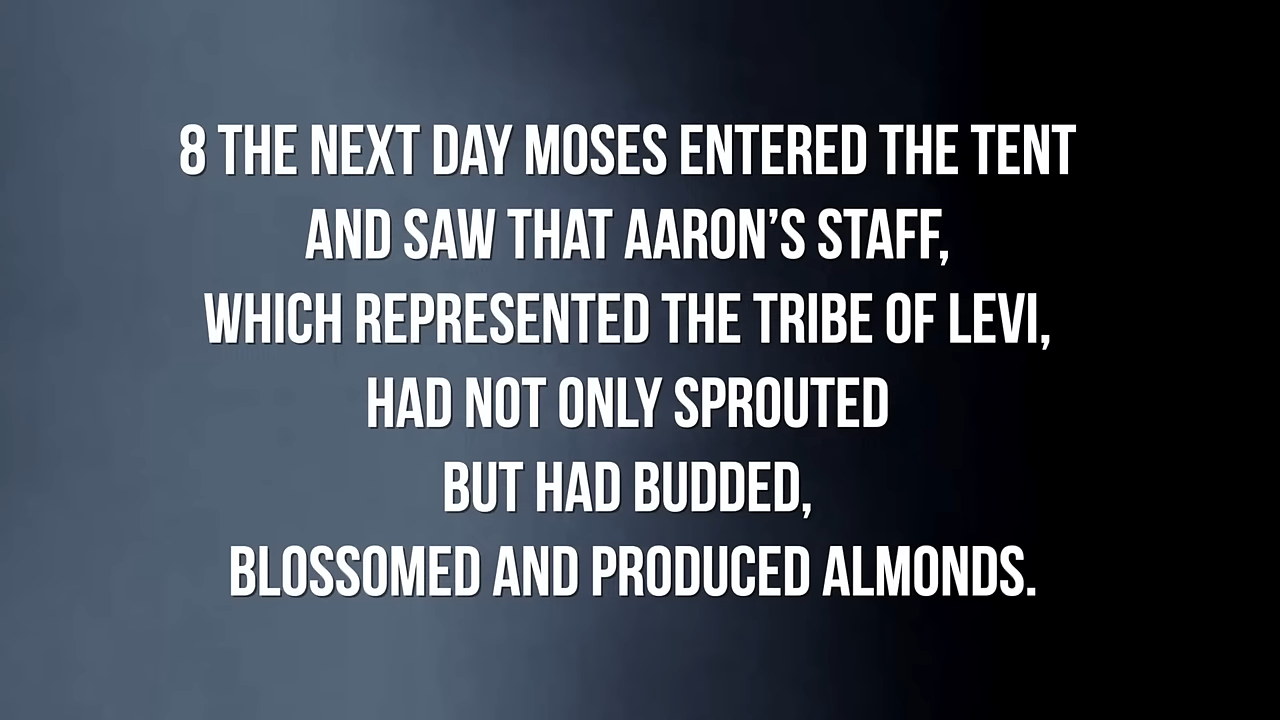 8 THE NEXT DAY MOSES ENTERED THE TENT
AND SAW THAT AARON’S STAFF,
WHICH REPRESENTED THE TRIBE OF LEVI,
HAD NOT ONLY SPROUTED
BUT HAD BUDDED,
BLOSSOMED AND PRODUCED ALMONDS.